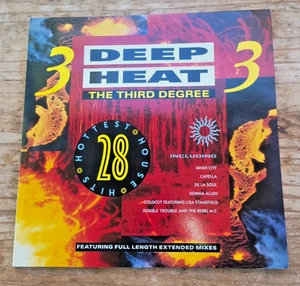 3 DEEP 3
HEAT
THE THIRD DEGREE
28
HOTTEST · HOUSE · HITS ·
INCLUDING
INNER CITY
CAPELLA
DE LA SOUL
DONNA ALLEN
COLDCUT FEATURING LISA STANSFIELD
DOUBLE TROUBLE AND THE REBEL M.C.
FEATURING FULL LENGTH EXTENDED MIXES